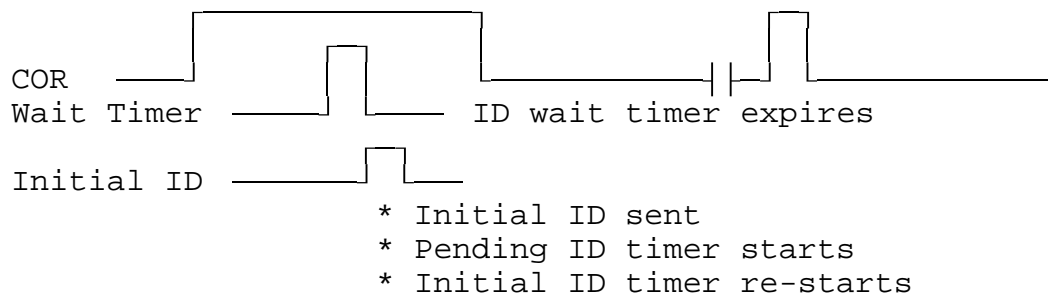 COR
Wait Timer ID wait timer expires
Initial ID
* Initial ID sent
* Pending ID timer starts
* Initial ID timer re-starts